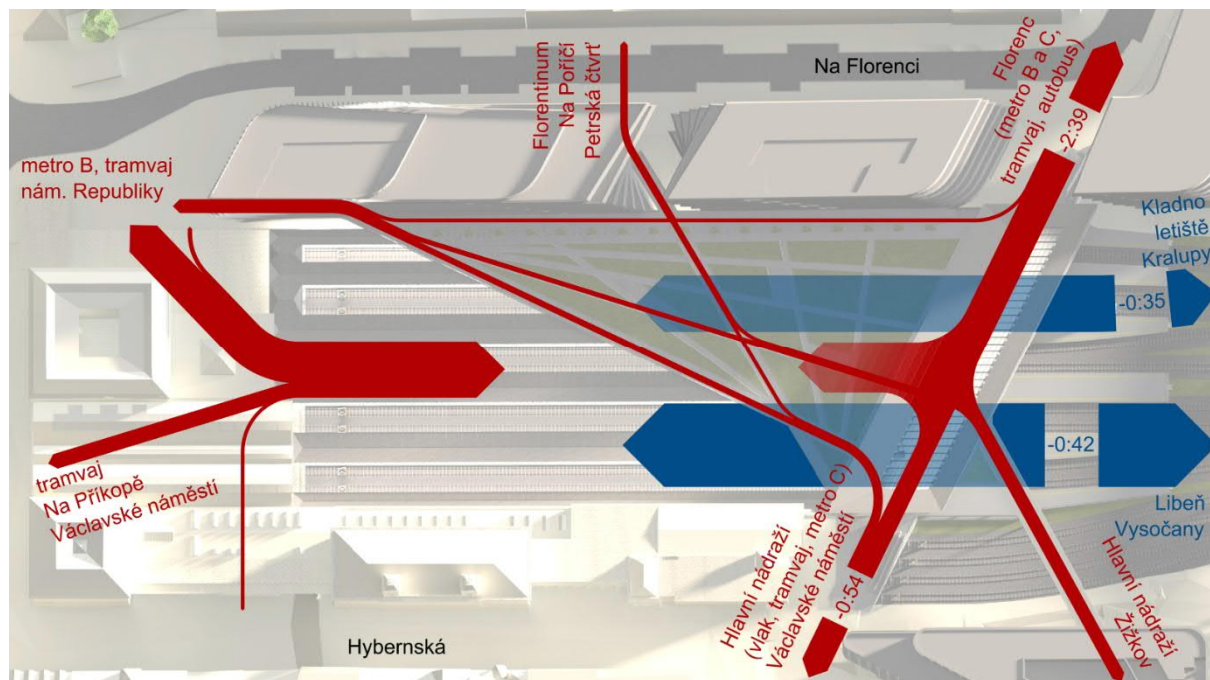 Florentinum
Na Poříčí
Petrská čtvrť
Na Florenci
Florenc
(metro B a C,
tramvaj, autobus)
-2:39
metro B, tramvaj
nám. Republiky
Kladno
letiště
Kralupy
-0:35
-0:42
Libeň
Vysočany
tramvaj
Na Příkopě
Václavské náměstí
Hlavní nádraží
(vlak, tramvaj, metro C)
Václavské náměstí
-0:54
Hlavní nádraží
Žižkov
Hybernská